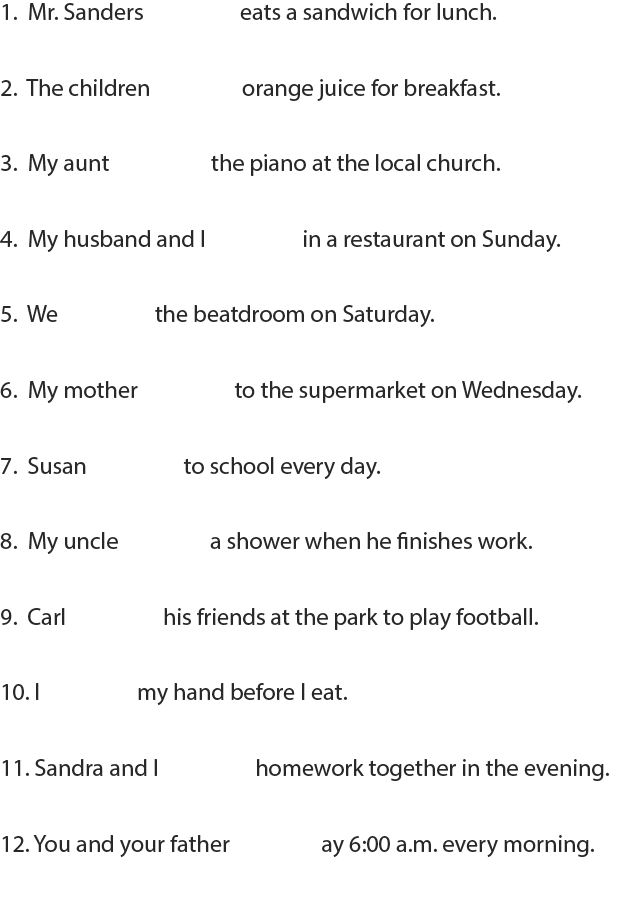 1. Mr. Sanders eats a sandwich for lunch.
2. The children orange juice for breakfast.
3. My aunt the piano at the local church.
4. My husband and I in a restaurant on Sunday.
5. We the beatdroom on Saturday.
6. My mother to the supermarket on Wednesday.
7. Susan to school every day.
8. My uncle a shower when he finishes work.
9. Carl his friends at the park to play football.
10. I my hand before I eat.
11. Sandra and I homework together in the evening.
12. You and your father ay 6:00 a.m. every morning.